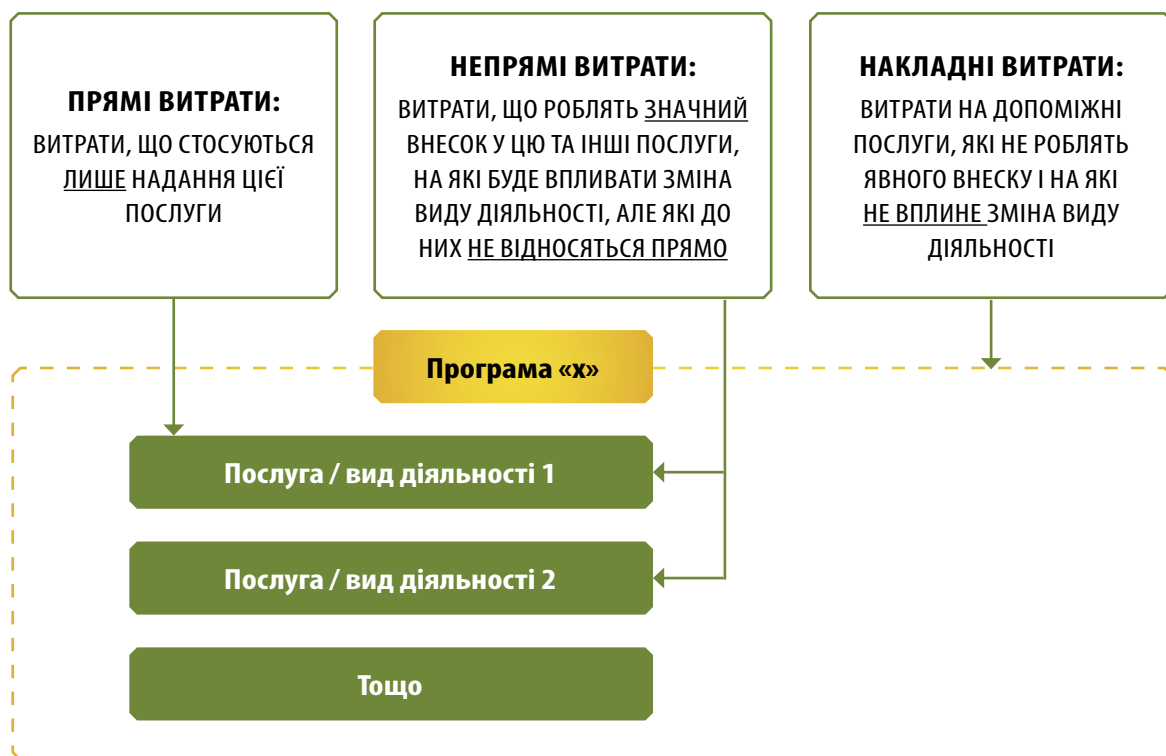 ПРЯМІ ВИТРАТИ:
ВИТРАТИ, ЩО СТОСУЮТЬСЯ
ЛИШЕ НАДАННЯ ЦІЄЇ
ПОСЛУГИ
НЕПРЯМІ ВИТРАТИ:
ВИТРАТИ, ЩО РОБЛЯТЬ ЗНАЧНИЙ
ВНЕСОК У ЦЮ ТА ІНШІ ПОСЛУГИ,
НА ЯКІ БУДЕ ВПЛИВАТИ ЗМІНА
ВИДУ ДІЯЛЬНОСТІ, АЛЕ ЯКІ ДО
НИХ НЕ ВІДНОСЯТЬСЯ ПРЯМО
НАКЛАДНІ ВИТРАТИ:
ВИТРАТИ НА ДОПОМІЖНІ
ПОСЛУГИ, ЯКІ НЕ РОБЛЯТЬ
ЯВНОГО ВНЕСКУ І НА ЯКІ
НЕ ВПЛИНЕ ЗМІНА ВИДУ
ДІЯЛЬНОСТІ
Програма «х»
Послуга / вид діяльності 1
Послуга / вид діяльності 2
Тощо